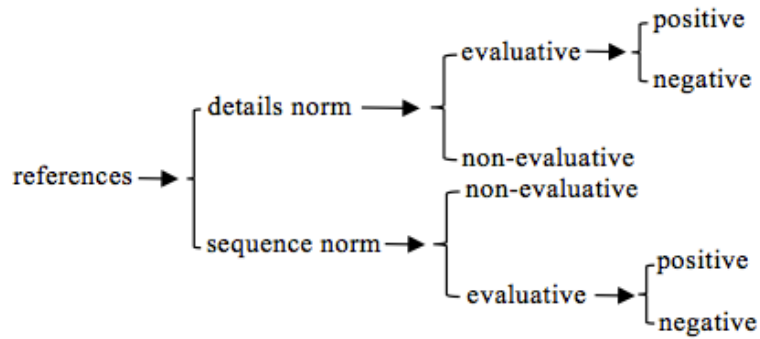 positive
evaluative
negative
details norm
non-evaluative
references
non-evaluative
sequence norm
positive
evaluative
negative